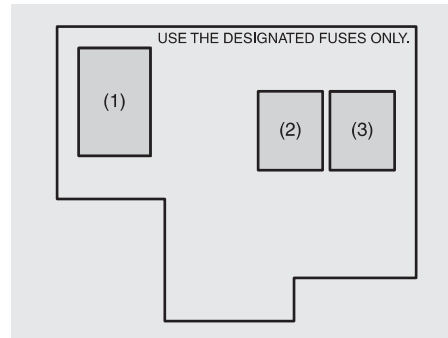 USE THE DESIGNATED FUSES ONLY.
(1)
(2) (3)